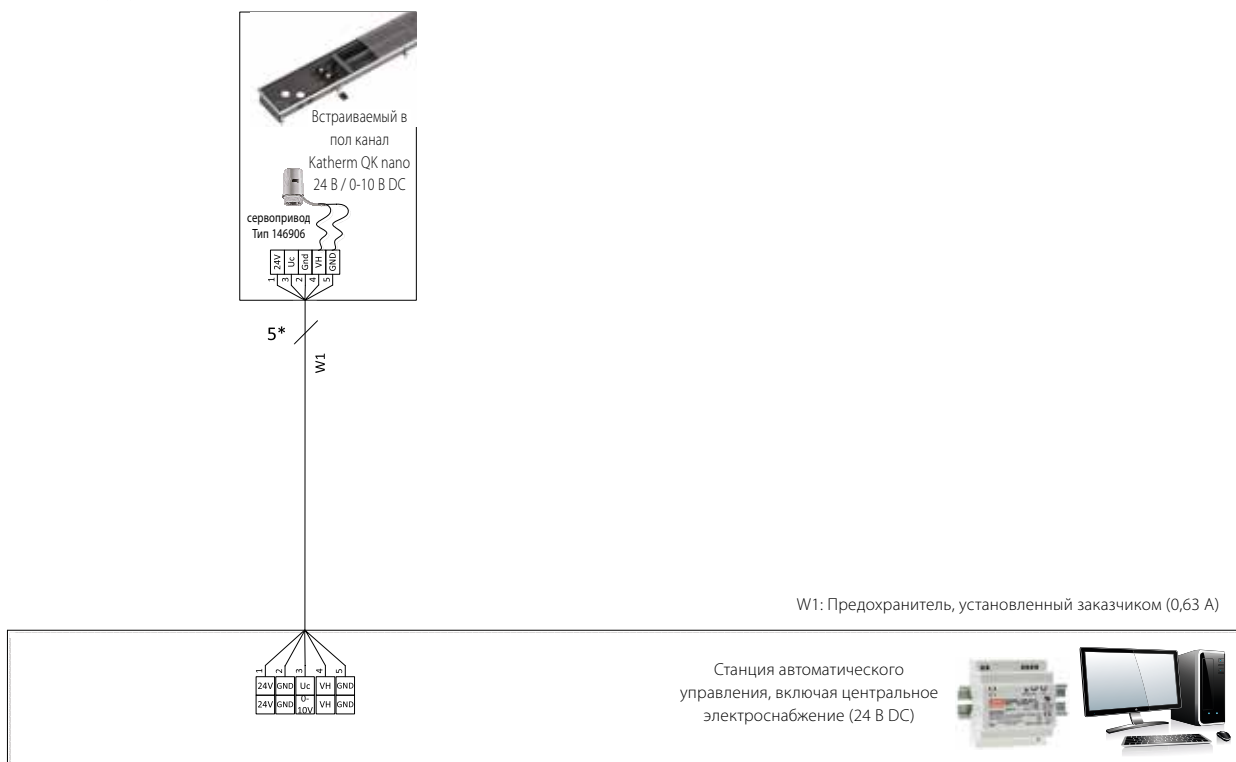 Встраиваемый в
пол канал
Katherm QK nano
24 В / 0-10 В DC
сервопривод
Тип 146906
24V Uc Gnd VH GND
1 3 2 4 5
5*
W1
W1: Предохранитель, установленный заказчиком (0,63 А)
1 2 3 4 5
24V GND Uc VH GND
24V GND 0-10V VH GND
Станция автоматического
управления, включая центральное
электроснабжение (24 В DC)